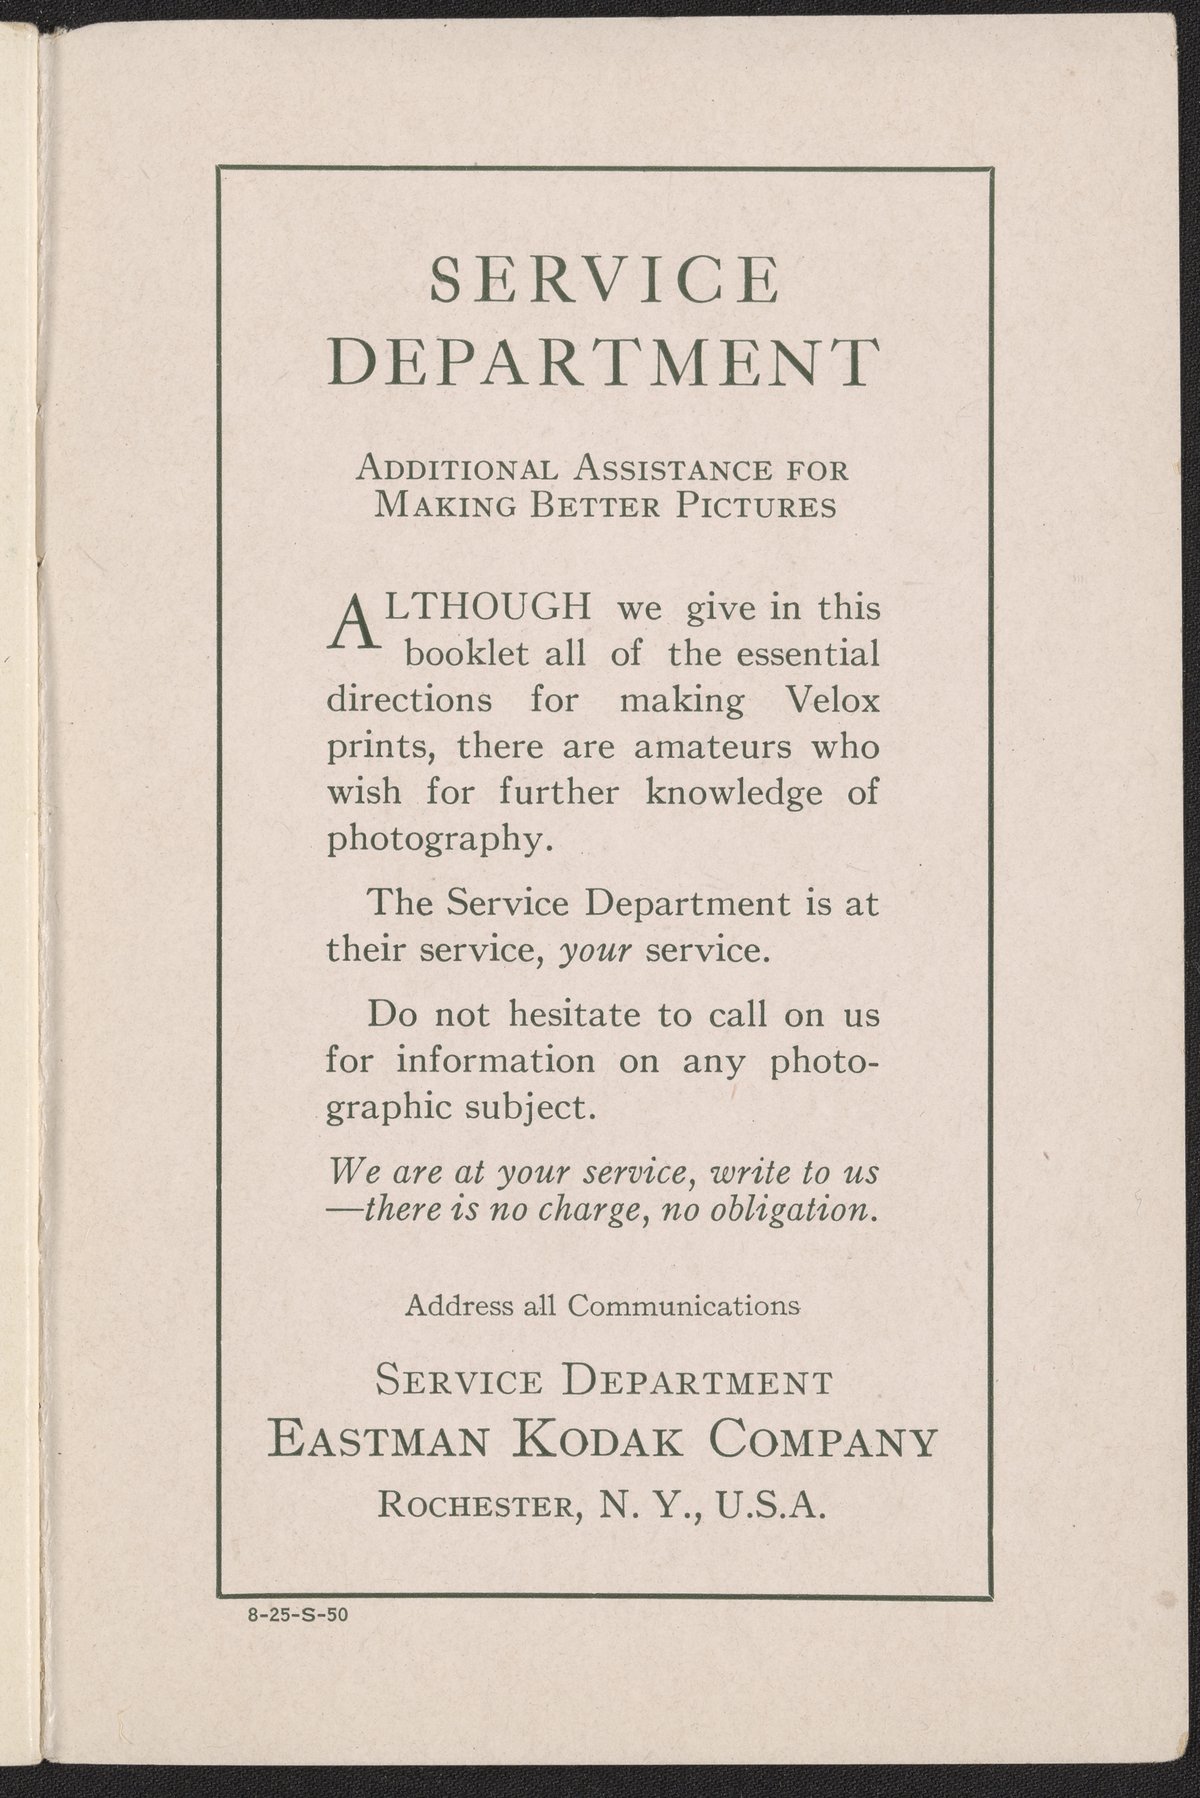 SERVICE
DEPARTMENT
ADDITIONAL ASSISTANCE FOR
MAKING BETTER PICTURES
ALTHOUGH we give in this
booklet all of the essential
directions for making Velox
prints, there are amateurs who
wish for further knowledge of
photography.
The Service Department is at
their service, your service.
Do not hesitate to call on us
for information on any photo-
graphic subject.
We are at your service, write to us
—there is no charge, no obligation.
Address all Communications
SERVICE DEPARTMENT
EASTMAN KODAK COMPANY
ROCHESTER, N. Y., U.S.A.
8-25-S-50